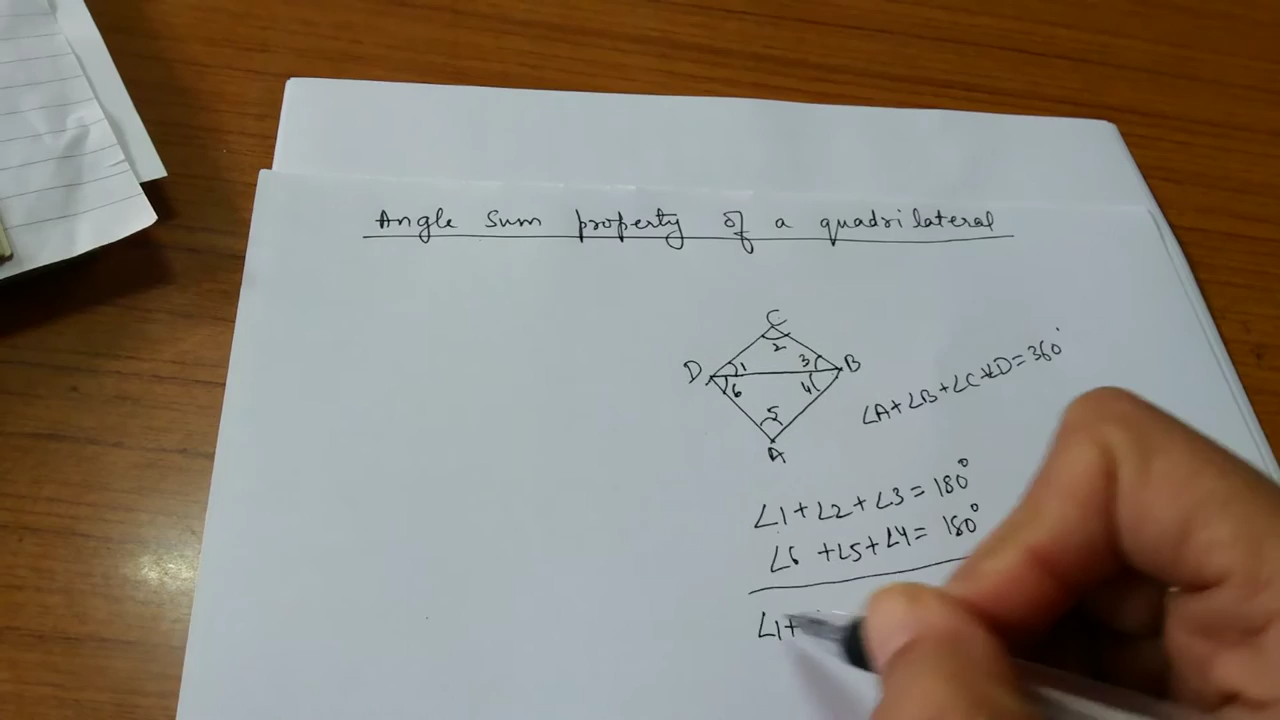 Angle Sum property of a quadrilateral
C
D 1 2 3 B
6 4
5
A
∠A+∠B+∠C+∠D=360°
∠1+∠2+∠3=180°
∠6+∠5+∠4=180°
∠1+